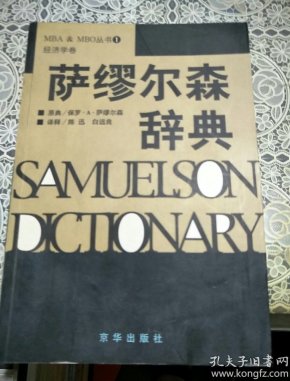 MBA & MBO丛书1
经济学卷
萨缪尔森
辞典
■ 原典/保罗·A·萨缪尔森
■ 译释/陈迅 白远良
SAMUELSON
DICTIONARY
京华出版社
孔夫子旧书网
kongfz.com